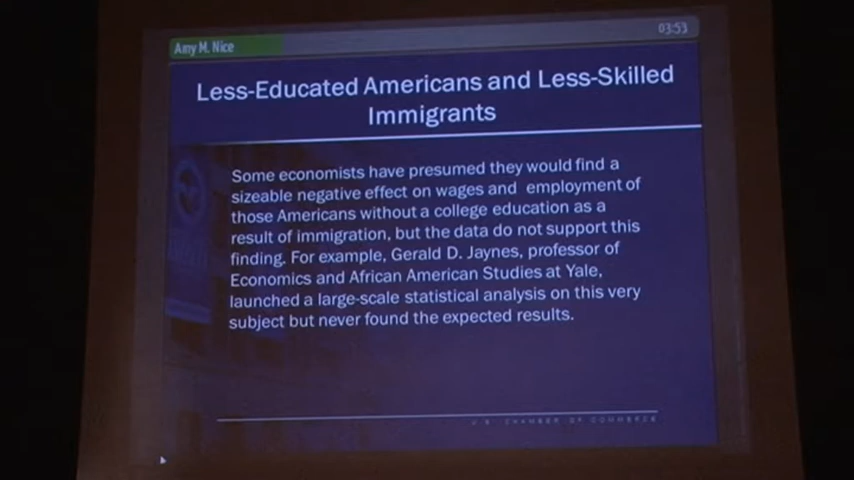 Amy M. Nice
03:53
Less-Educated Americans and Less-Skilled
Immigrants
Some economists have presumed they would find a
sizeable negative effect on wages and employment of
those Americans without a college education as a
result of immigration, but the data do not support this
finding. For example, Gerald D. Jaynes, professor of
Economics and African American Studies at Yale,
launched a large-scale statistical analysis on this very
subject but never found the expected results.
U.S. CHAMBER OF COMMERCE